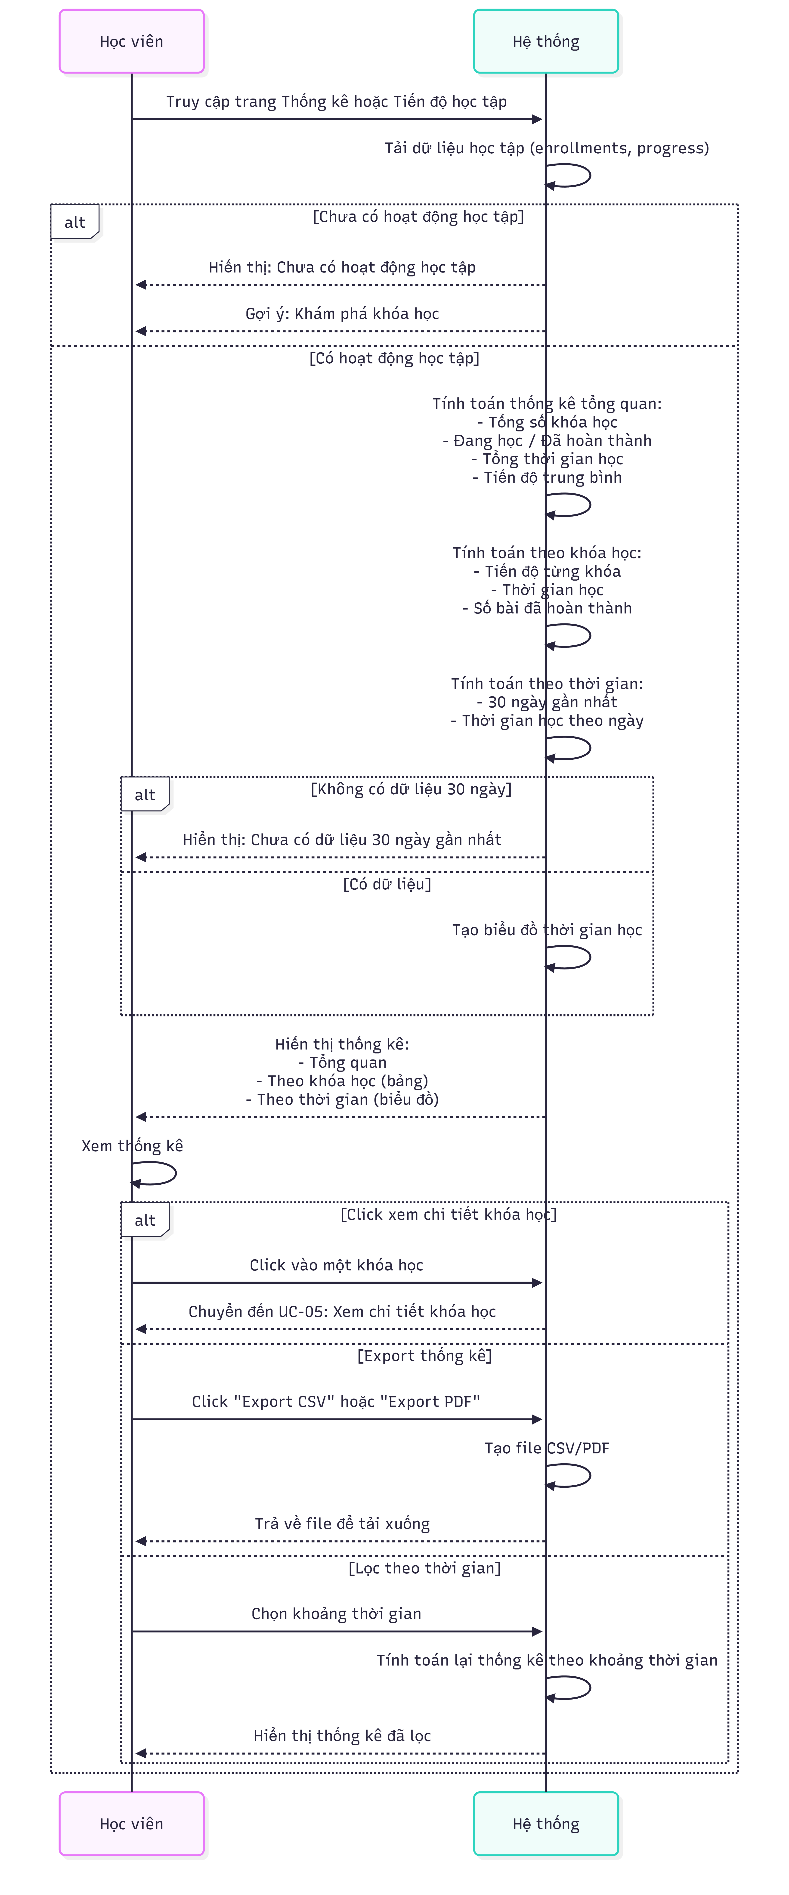 Học viên
Hệ thống
Truy cập trang Thống kê hoặc Tiến độ học tập
Tải dữ liệu học tập (enrollments, progress)
alt
[Chưa có hoạt động học tập]
Hiển thị: Chưa có hoạt động học tập
Gợi ý: Khám phá khóa học
[Có hoạt động học tập]
Tính toán thống kê tổng quan:
- Tổng số khóa học
- Đang học / Đã hoàn thành
- Tổng thời gian học
- Tiến độ trung bình
Tính toán theo khóa học:
- Tiến độ từng khóa
- Thời gian học
- Số bài đã hoàn thành
Tính toán theo thời gian:
- 30 ngày gần nhất
- Thời gian học theo ngày
alt
[Không có dữ liệu 30 ngày]
Hiển thị: Chưa có dữ liệu 30 ngày gần nhất
[Có dữ liệu]
Tạo biểu đồ thời gian học
Hiển thị thống kê:
- Tổng quan
- Theo khóa học (bảng)
- Theo thời gian (biểu đồ)
Xem thống kê
alt
[Click xem chi tiết khóa học]
Click vào một khóa học
Chuyển đến UC-05: Xem chi tiết khóa học
[Export thống kê]
Click "Export CSV" hoặc "Export PDF"
Tạo file CSV/PDF
Trả về file để tải xuống
[Lọc theo thời gian]
Chọn khoảng thời gian
Tính toán lại thống kê theo khoảng thời gian
Hiển thị thống kê đã lọc
Học viên
Hệ thống